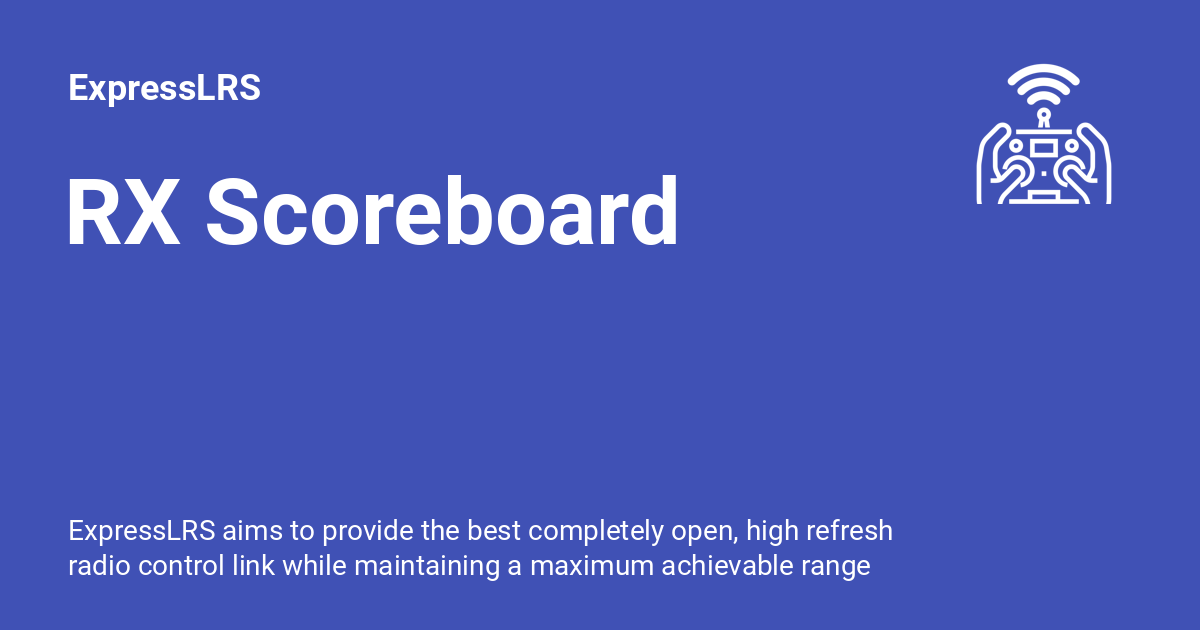 ExpressLRS
RX Scoreboard
ExpressLRS aims to provide the best completely open, high refresh
radio control link while maintaining a maximum achievable range